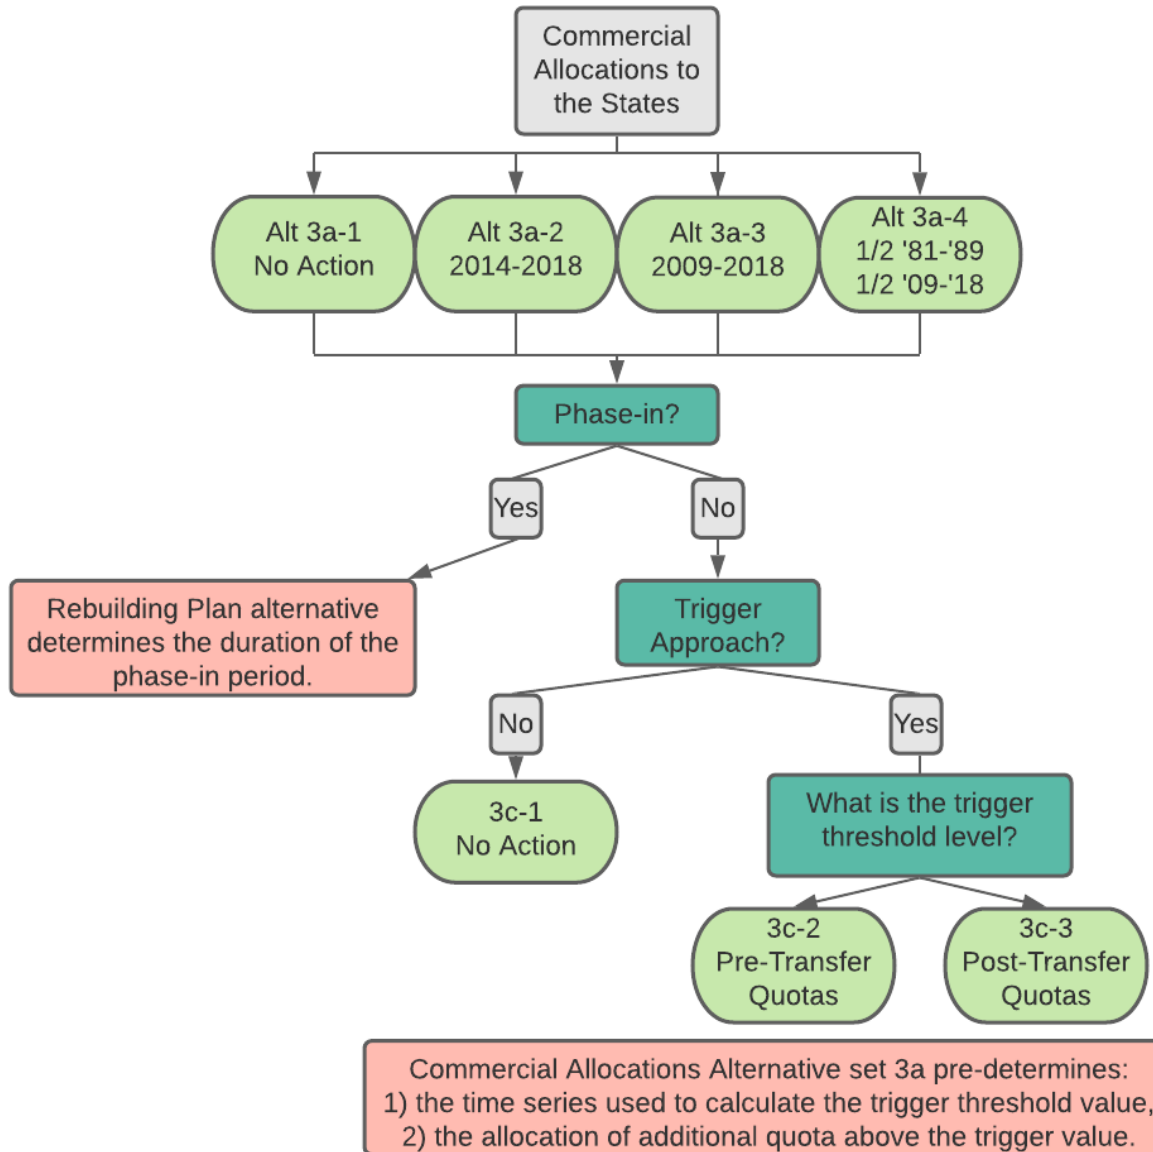 Commercial
Allocations to
the States
Alt 3a-1
No Action
Alt 3a-2
2014-2018
Alt 3a-3
2009-2018
Alt 3a-4
1/2 '81-'89
1/2 '09-'18
Phase-in?
Yes
No
Rebuilding Plan alternative
determines the duration of the
phase-in period.
Trigger
Approach?
No
Yes
3c-1
No Action
What is the trigger
threshold level?
3c-2
Pre-Transfer
Quotas
3c-3
Post-Transfer
Quotas
Commercial Allocations Alternative set 3a pre-determines:
1) the time series used to calculate the trigger threshold value,
2) the allocation of additional quota above the trigger value.